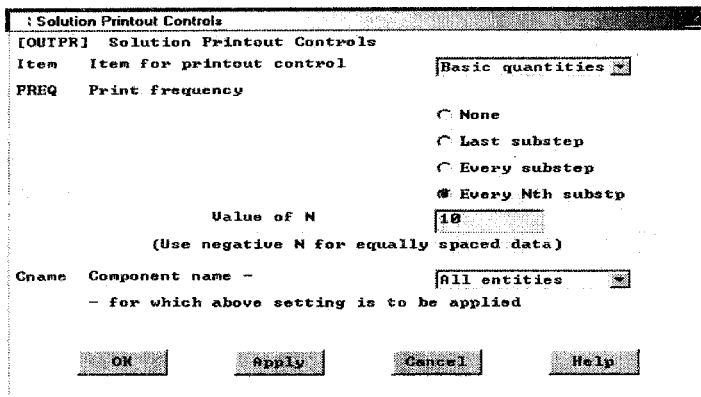 : Solution Printout Controls
[OUTPR] Solution Printout Controls
Item Item for printout control Basic quantities
FREQ Print frequency
None
Last substep
Every substep
Every Nth substp
Value of N 10
(Use negative N for equally spaced data)
Cname Component name - All entities
- for which above setting is to be applied
OK Apply Cancel Help